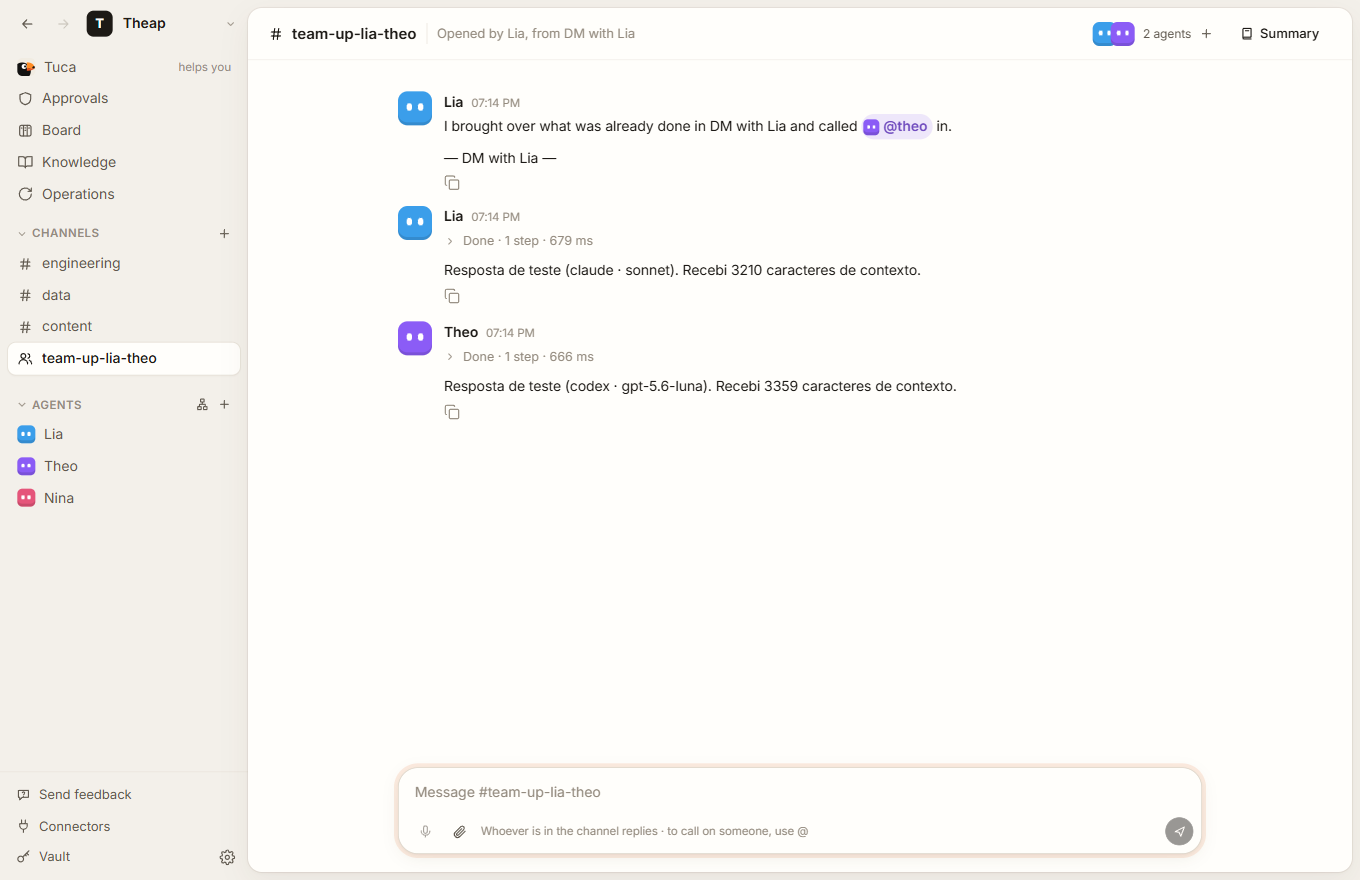 T Theap
Tuca helps you
Approvals
Board
Knowledge
Operations
CHANNELS
# engineering
# data
# content
team-up-lia-theo
AGENTS
Lia
Theo
Nina
Send feedback
Connectors
Vault
# team-up-lia-theo Opened by Lia, from DM with Lia 2 agents + Summary
Lia 07:14 PM
I brought over what was already done in DM with Lia and called @theo in.
— DM with Lia —
Lia 07:14 PM
Done · 1 step · 679 ms
Resposta de teste (claude · sonnet). Recebi 3210 caracteres de contexto.
Theo 07:14 PM
Done · 1 step · 666 ms
Resposta de teste (codex · gpt-5.6-luna). Recebi 3359 caracteres de contexto.
Message #team-up-lia-theo
Whoever is in the channel replies · to call on someone, use @